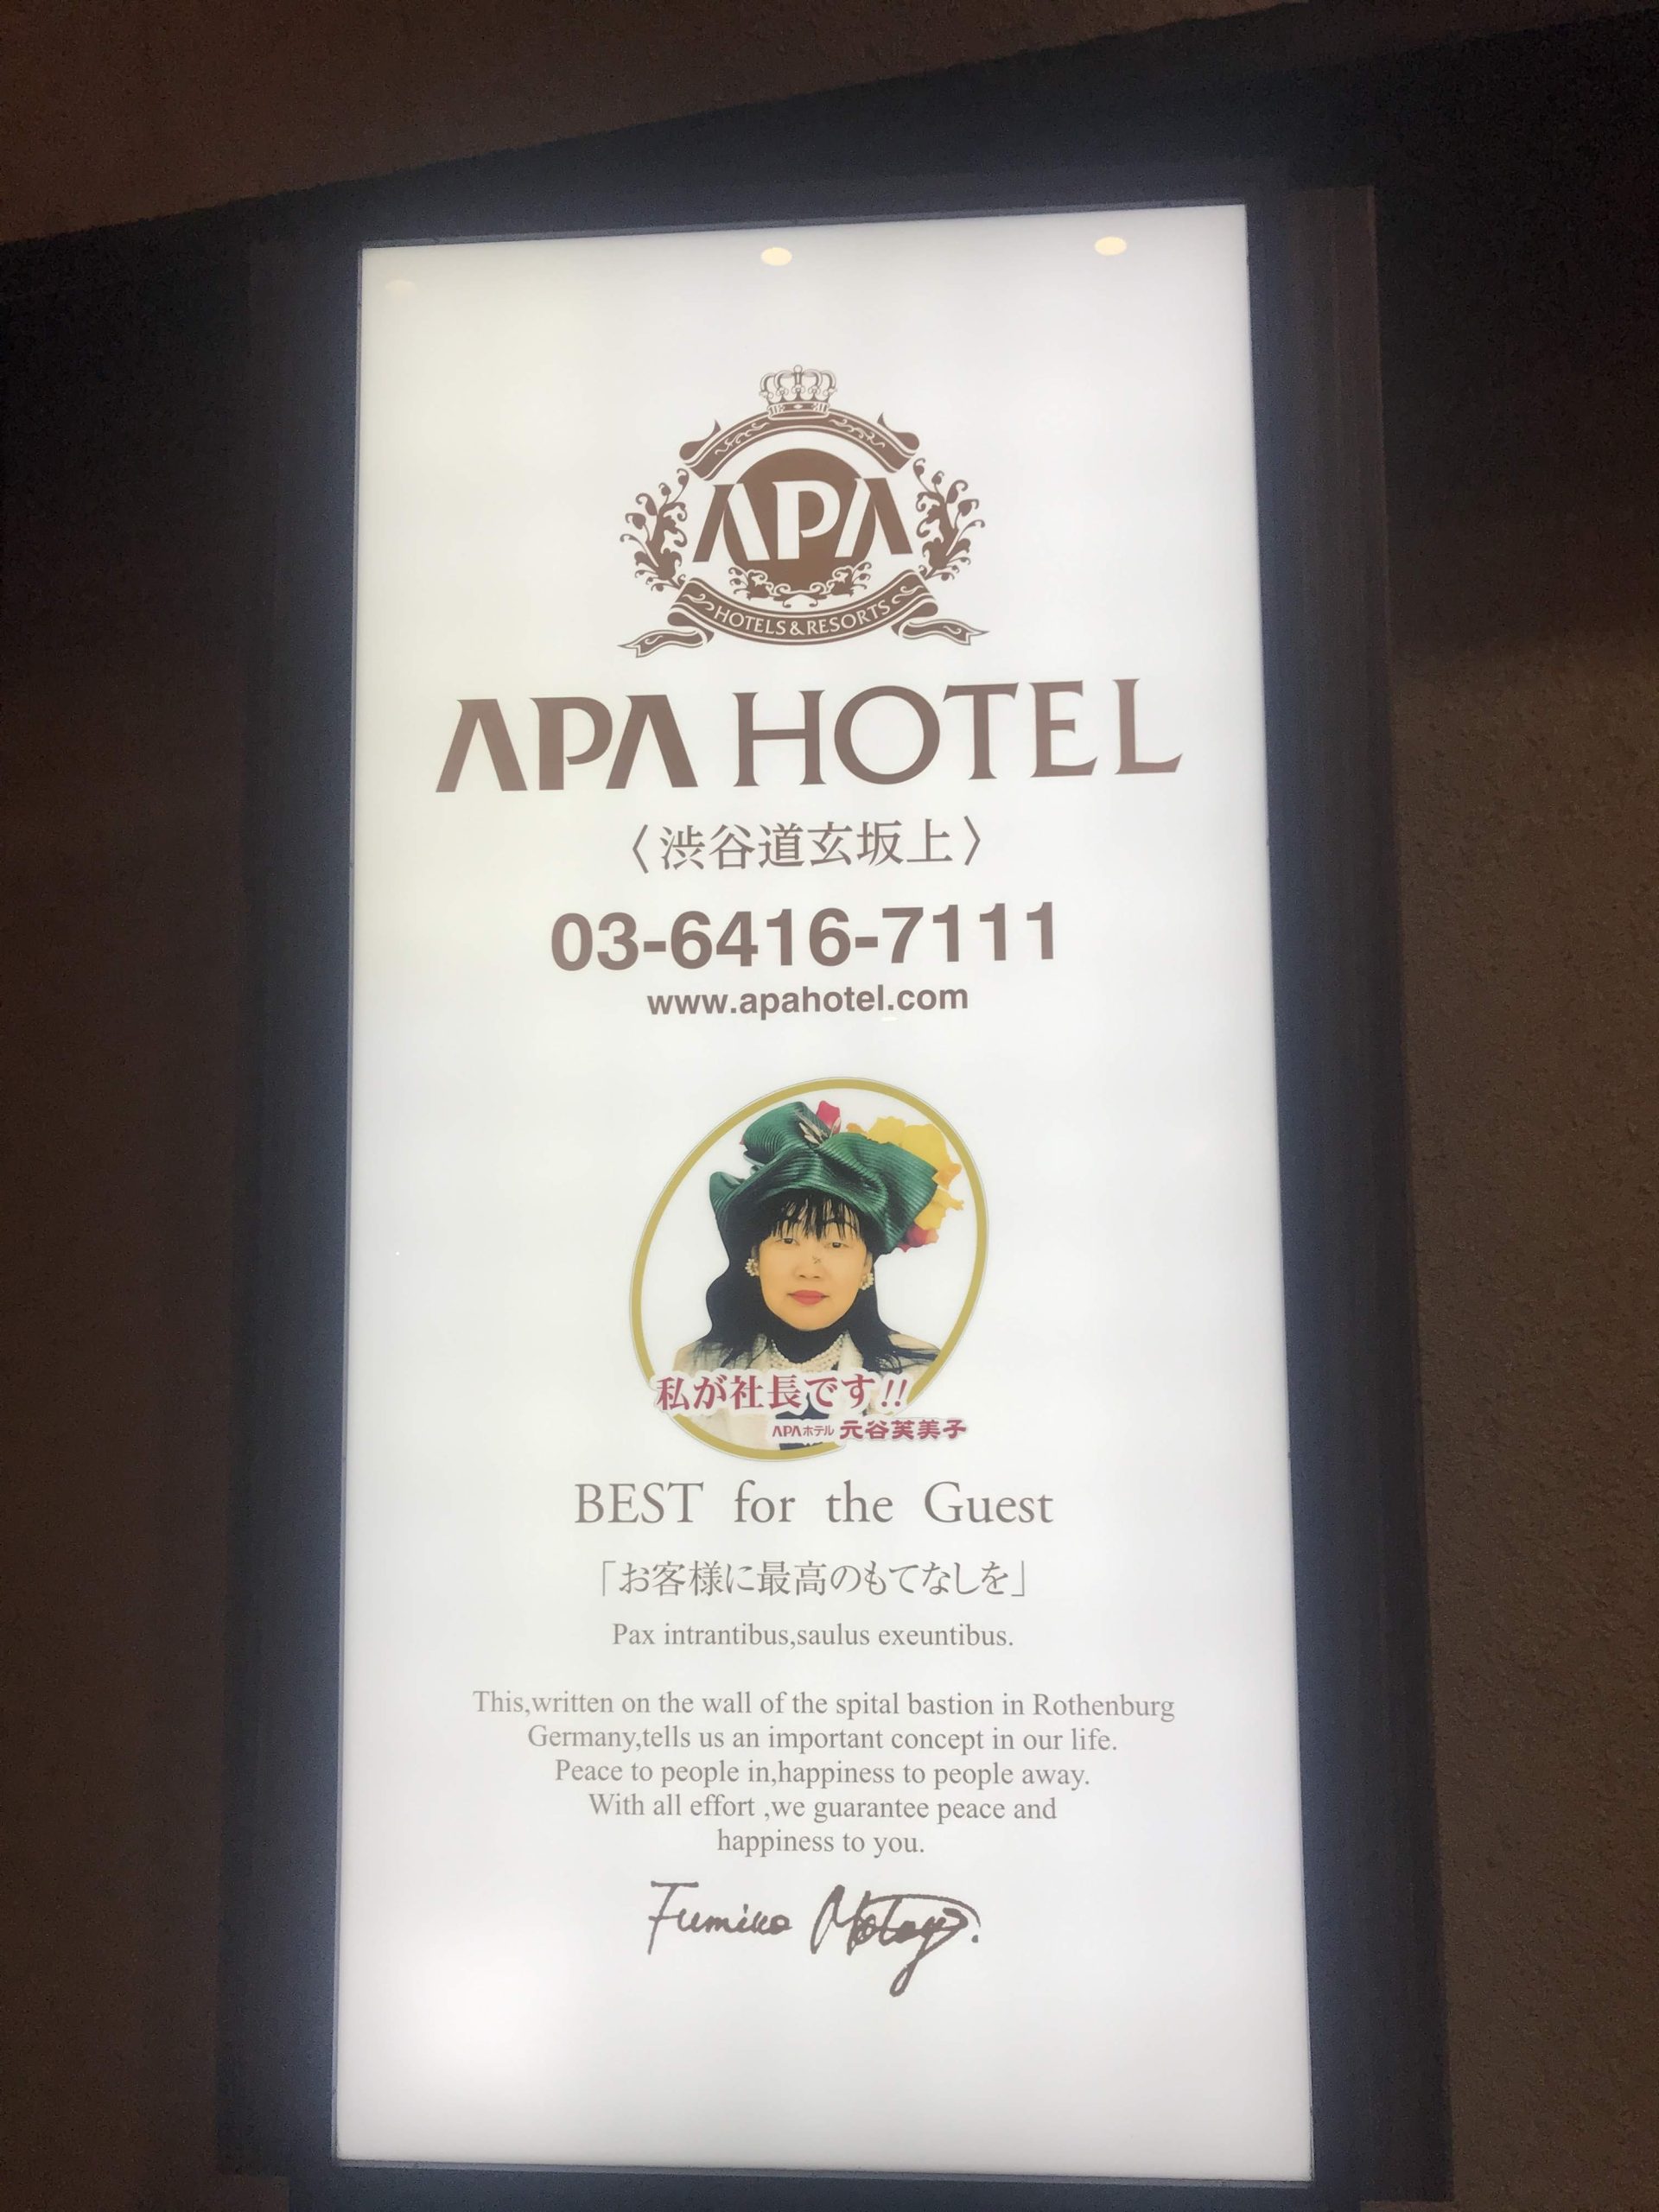 APA
HOTELS & RESORTS
APA HOTEL
〈渋谷道玄坂上〉
03-6416-7111
www.apahotel.com
私が社長です!!
APAホテル 元谷芙美子
BEST for the Guest
「お客様に最高のもてなしを」
Pax intrantibus,saulus exeuntibus.
This,written on the wall of the spital bastion in Rothenburg
Germany,tells us an important concept in our life.
Peace to people in,happiness to people away.
With all effort ,we guarantee peace and
happiness to you.
Fumiko Motoya.